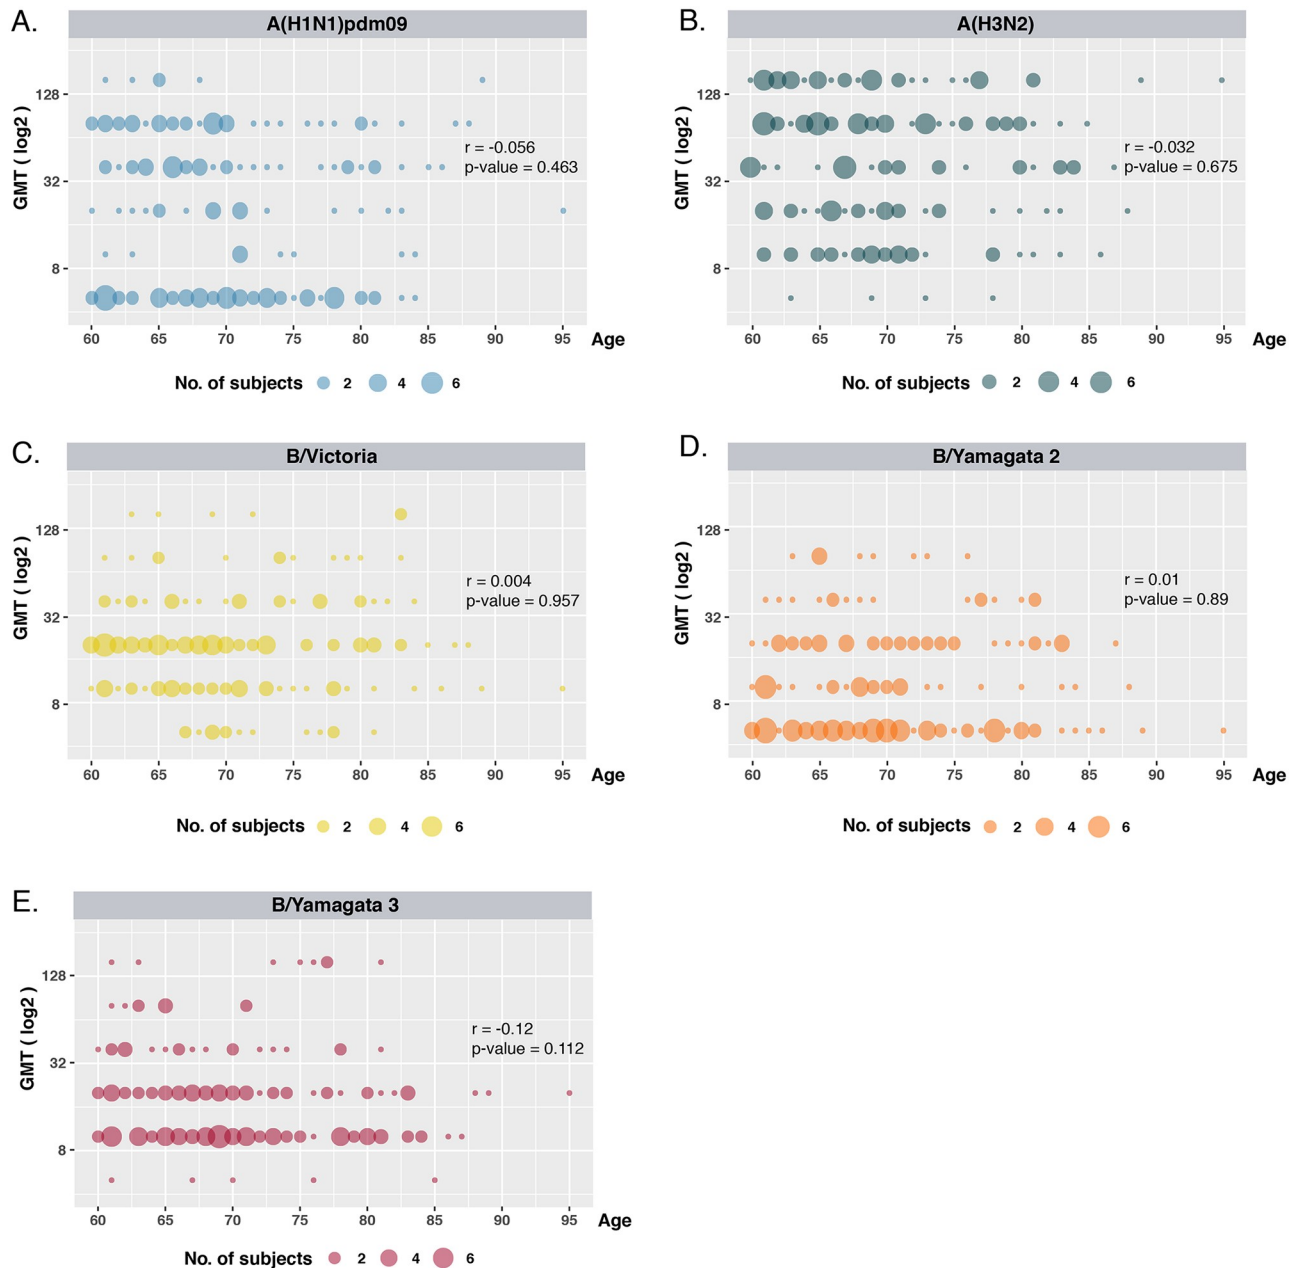 A.
A(H1N1)pdm09
GMT ( log2 )
128
32
8
r = -0.056
p-value = 0.463
60 65 70 75 80 85 90 95 Age
No. of subjects 2 4 6
B.
A(H3N2)
GMT ( log2 )
128
32
8
r = -0.032
p-value = 0.675
60 65 70 75 80 85 90 95 Age
No. of subjects 2 4 6
C.
B/Victoria
GMT ( log2 )
128
32
8
r = 0.004
p-value = 0.957
60 65 70 75 80 85 90 95 Age
No. of subjects 2 4 6
D.
B/Yamagata 2
GMT ( log2 )
128
32
8
r = 0.01
p-value = 0.89
60 65 70 75 80 85 90 95 Age
No. of subjects 2 4 6
E.
B/Yamagata 3
GMT ( log2 )
128
32
8
r = -0.12
p-value = 0.112
60 65 70 75 80 85 90 95 Age
No. of subjects 2 4 6